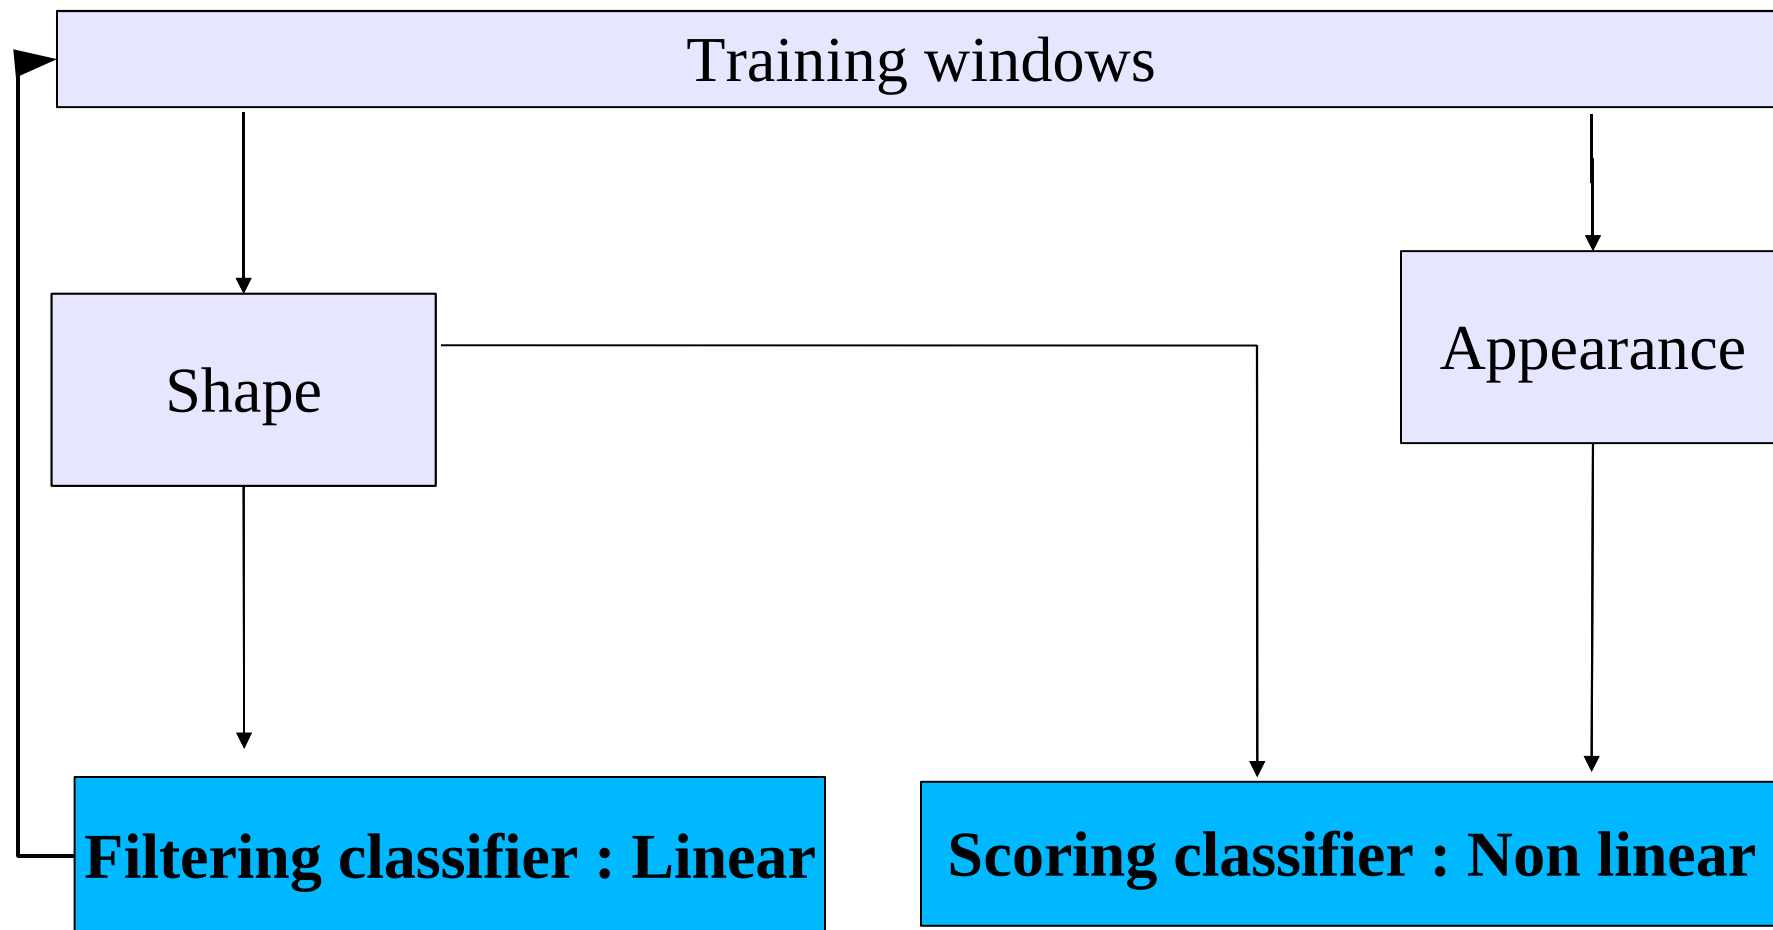 Training windows
Appearance
Shape
Filtering classifier : Linear
Scoring classifier : Non linear